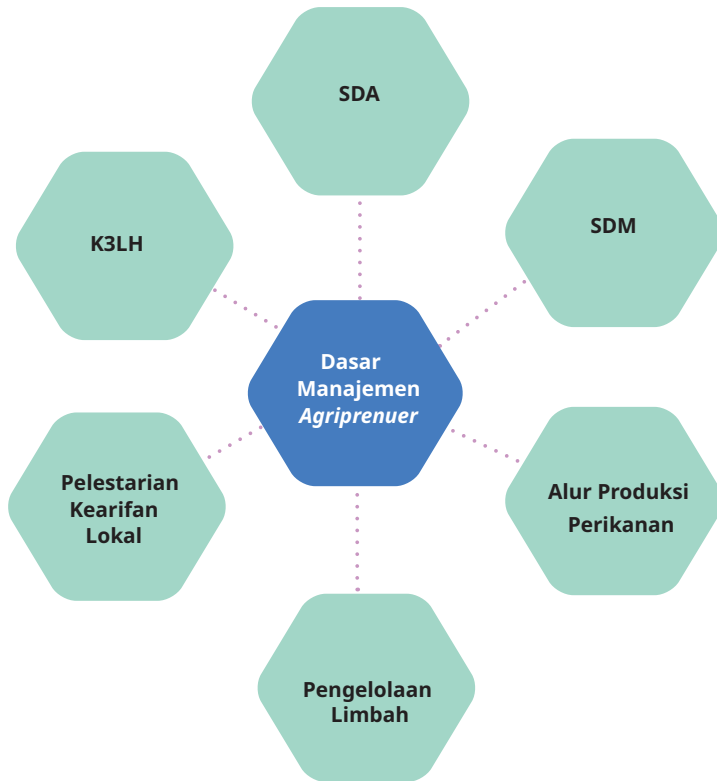 SDA
SDM
K3LH
Dasar
Manajemen
Agriprenuer
Pelestarian
Kearifan
Lokal
Alur Produksi
Perikanan
Pengelolaan
Limbah